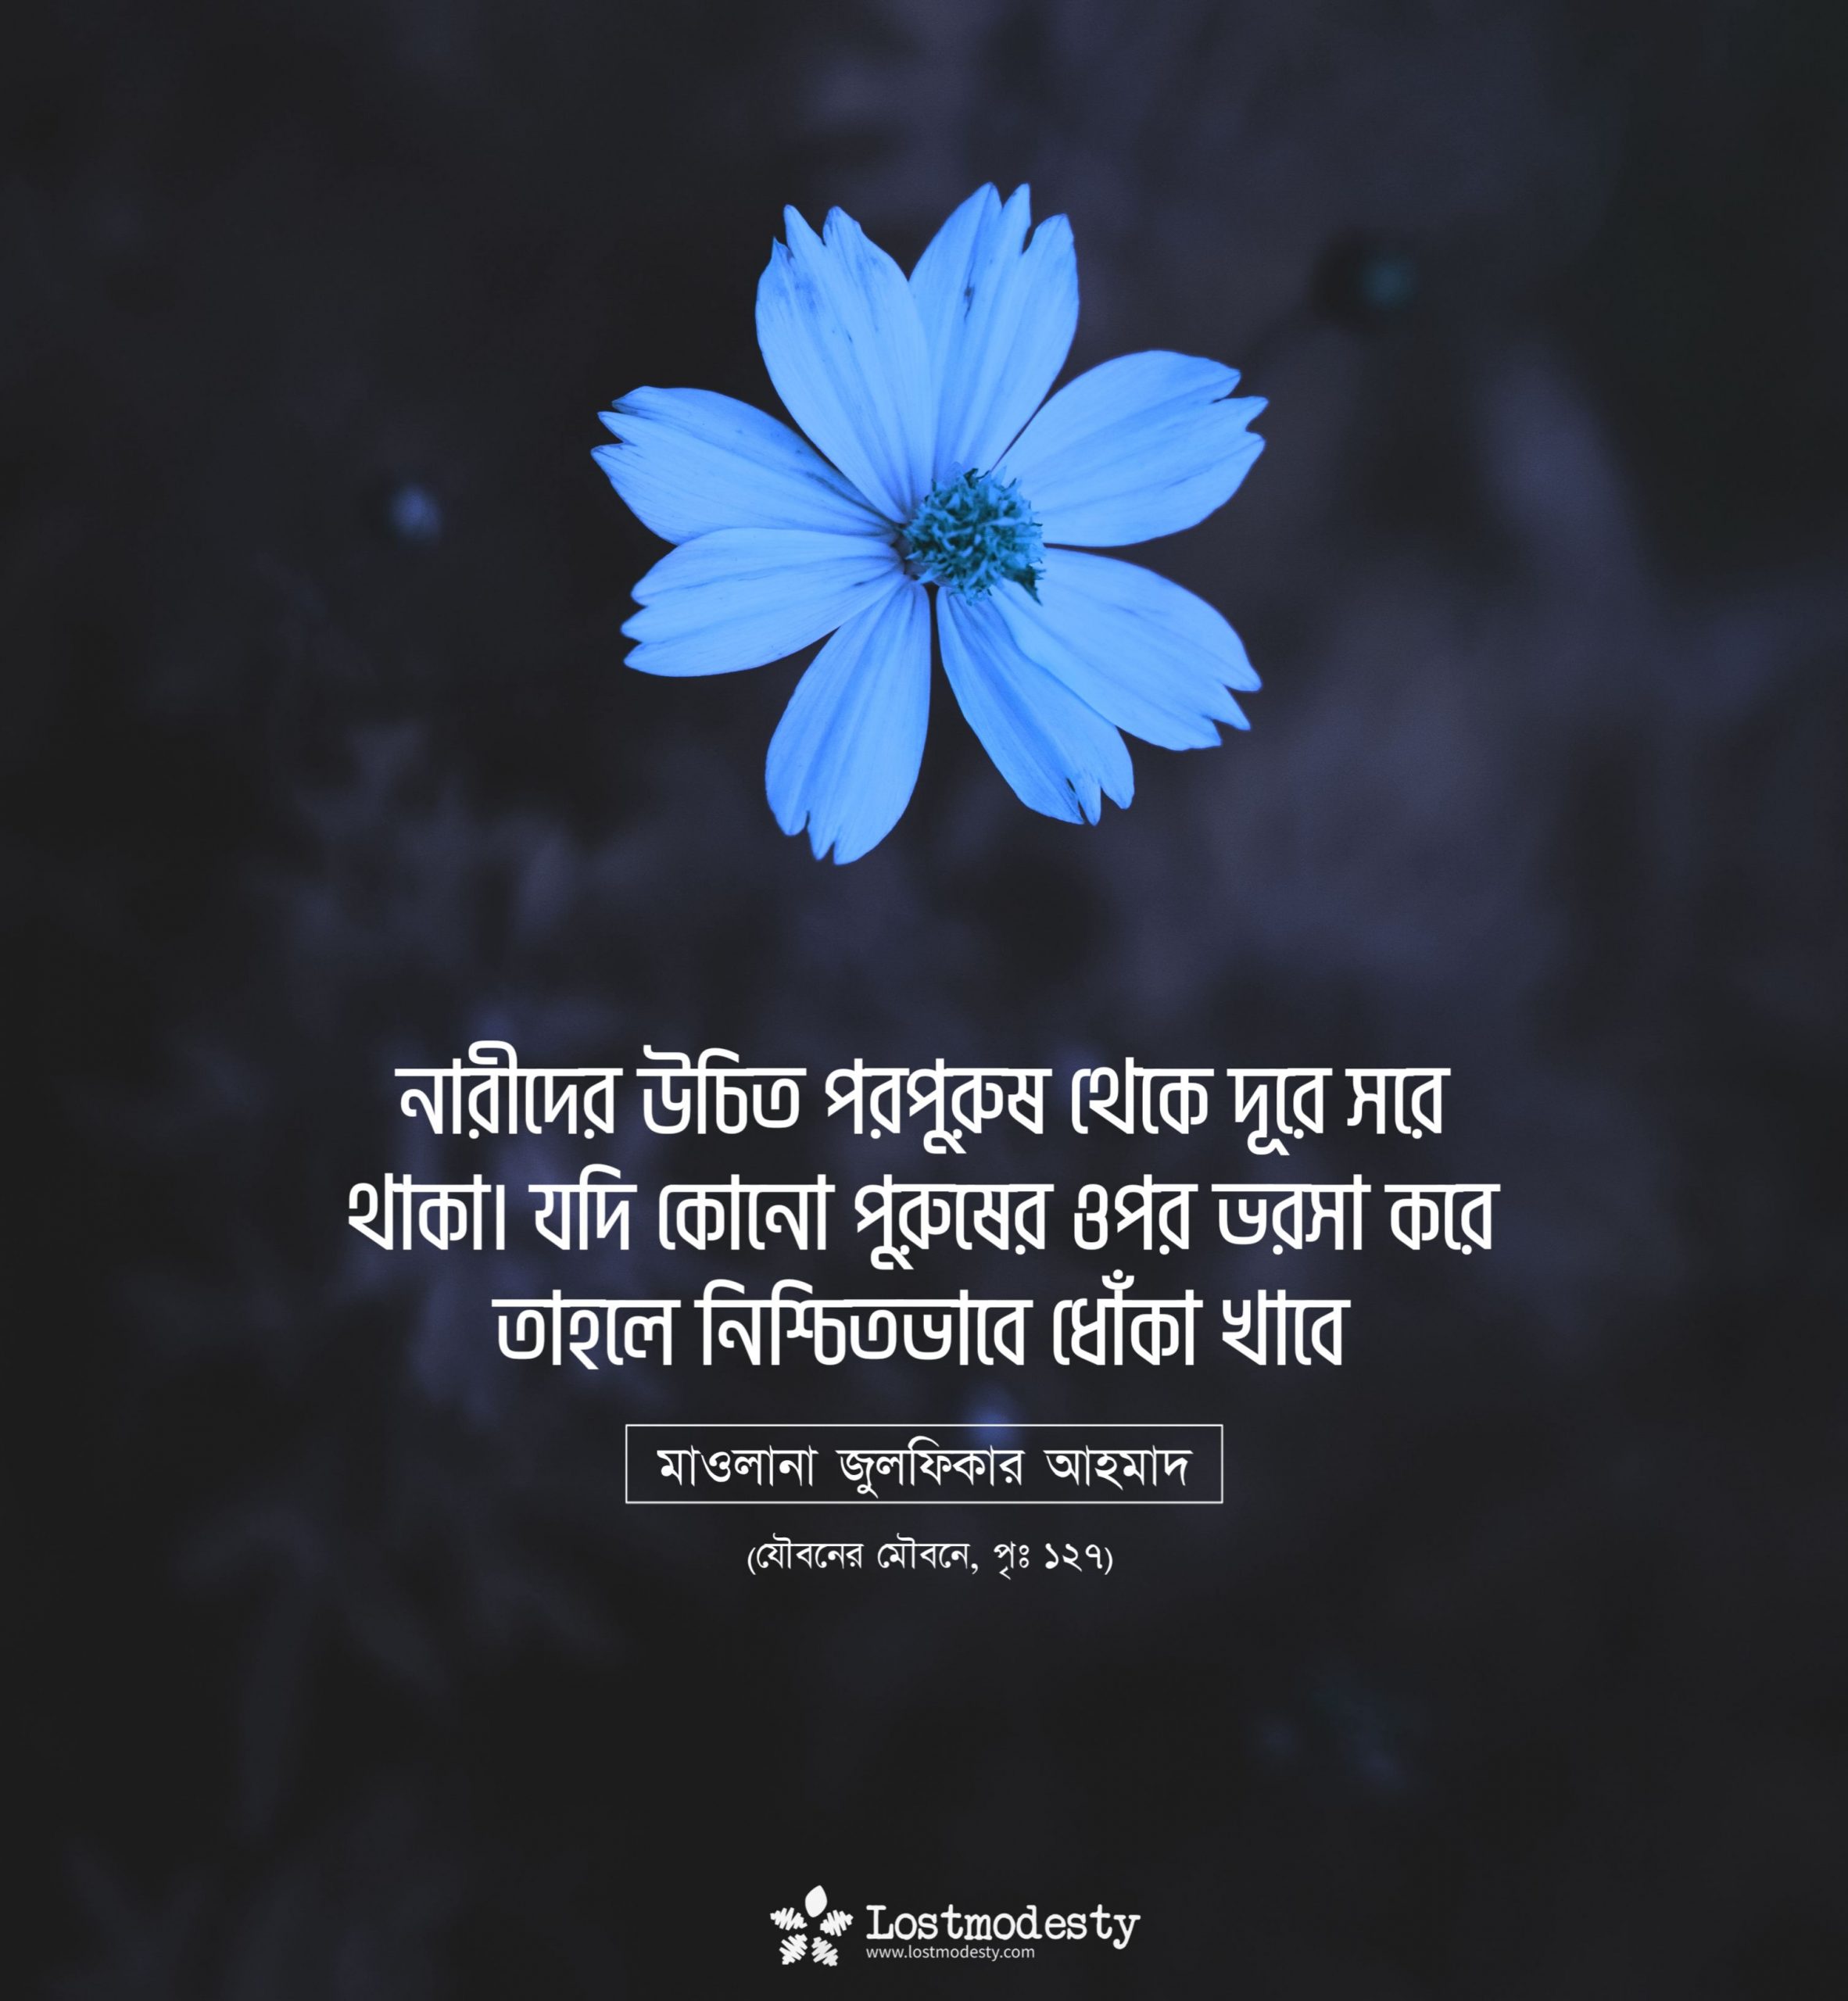 নারীদের উচিত পরপুরুষ থেকে দূরে সরে
থাকা। যদি কোনো পুরুষের ওপর ভরসা করে
তাহলে নিশ্চিতভাবে ধোঁকা খাবে
মাওলানা জুলফিকার আহমাদ
(যৌবনের মৌবনে, পৃঃ ১২৭)
Lostmodesty
www.lostmodesty.com